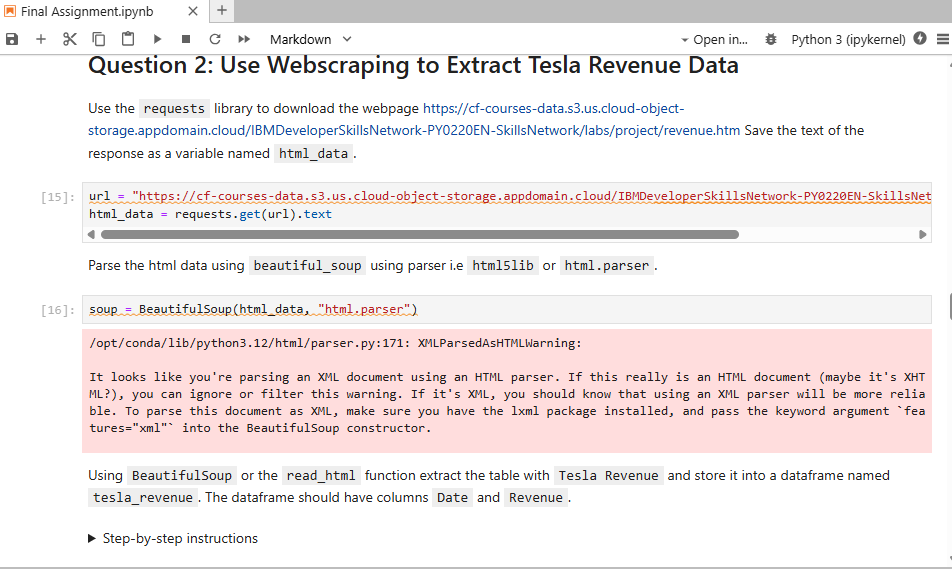 Final Assignment.ipynb
Markdown
Open in...
Python 3 (ipykernel)
Question 2: Use Webscraping to Extract Tesla Revenue Data
Use the requests library to download the webpage https://cf-courses-data.s3.us.cloud-object-
storage.appdomain.cloud/IBMDeveloperSkillsNetwork-PY0220EN-SkillsNetwork/labs/project/revenue.htm Save the text of the
response as a variable named html_data.
[15]:
url = "https://cf-courses-data.s3.us.cloud-object-storage.appdomain.cloud/IBMDeveloperSkillsNetwork-PY0220EN-SkillsNet
html_data = requests.get(url).text
Parse the html data using beautiful_soup using parser i.e html5lib or html.parser.
[16]:
soup = BeautifulSoup(html_data, "html.parser")
/opt/conda/lib/python3.12/html/parser.py:171: XMLParsedAsHTMLWarning:
It looks like you're parsing an XML document using an HTML parser. If this really is an HTML document (maybe it's XHT
ML?), you can ignore or filter this warning. If it's XML, you should know that using an XML parser will be more relia
ble. To parse this document as XML, make sure you have the lxml package installed, and pass the keyword argument `fea
tures="xml"` into the BeautifulSoup constructor.
Using BeautifulSoup or the read_html function extract the table with Tesla Revenue and store it into a dataframe named
tesla_revenue. The dataframe should have columns Date and Revenue.
Step-by-step instructions